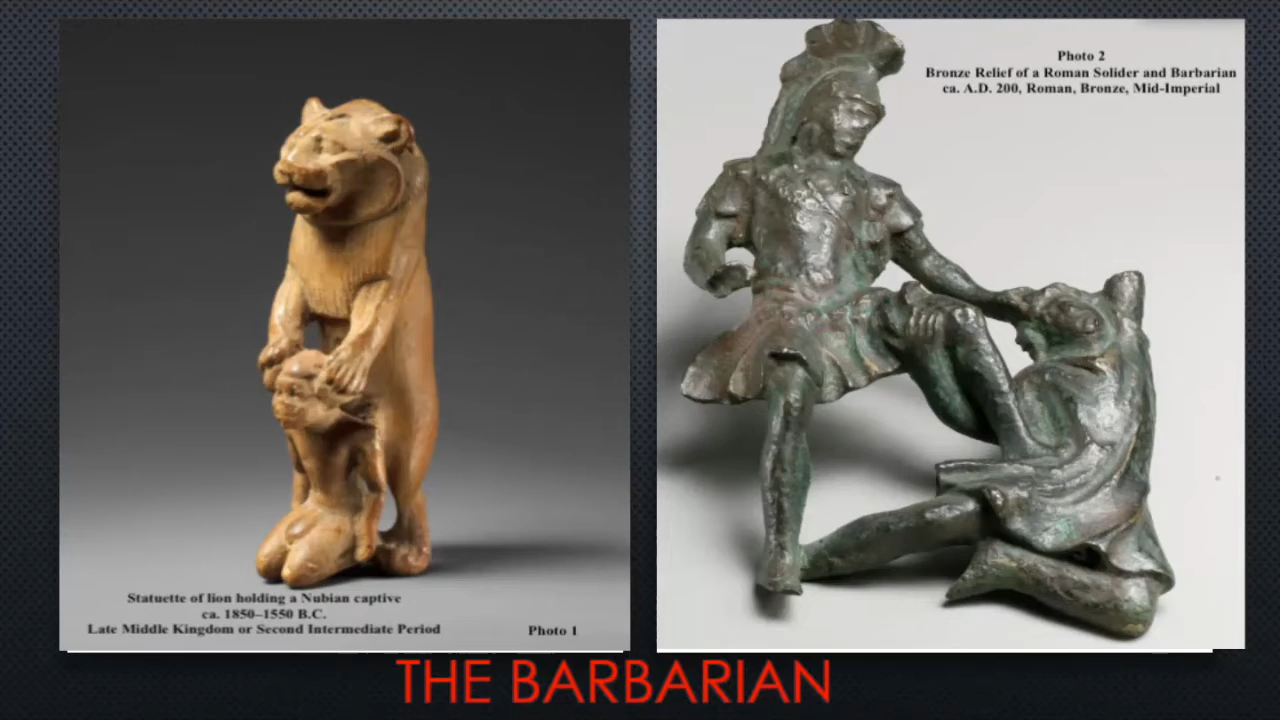 Statuette of lion holding a Nubian captive
ca. 1850–1550 B.C.
Late Middle Kingdom or Second Intermediate Period
Photo 1
Photo 2
Bronze Relief of a Roman Solider and Barbarian
ca. A.D. 200, Roman, Bronze, Mid-Imperial
THE BARBARIAN